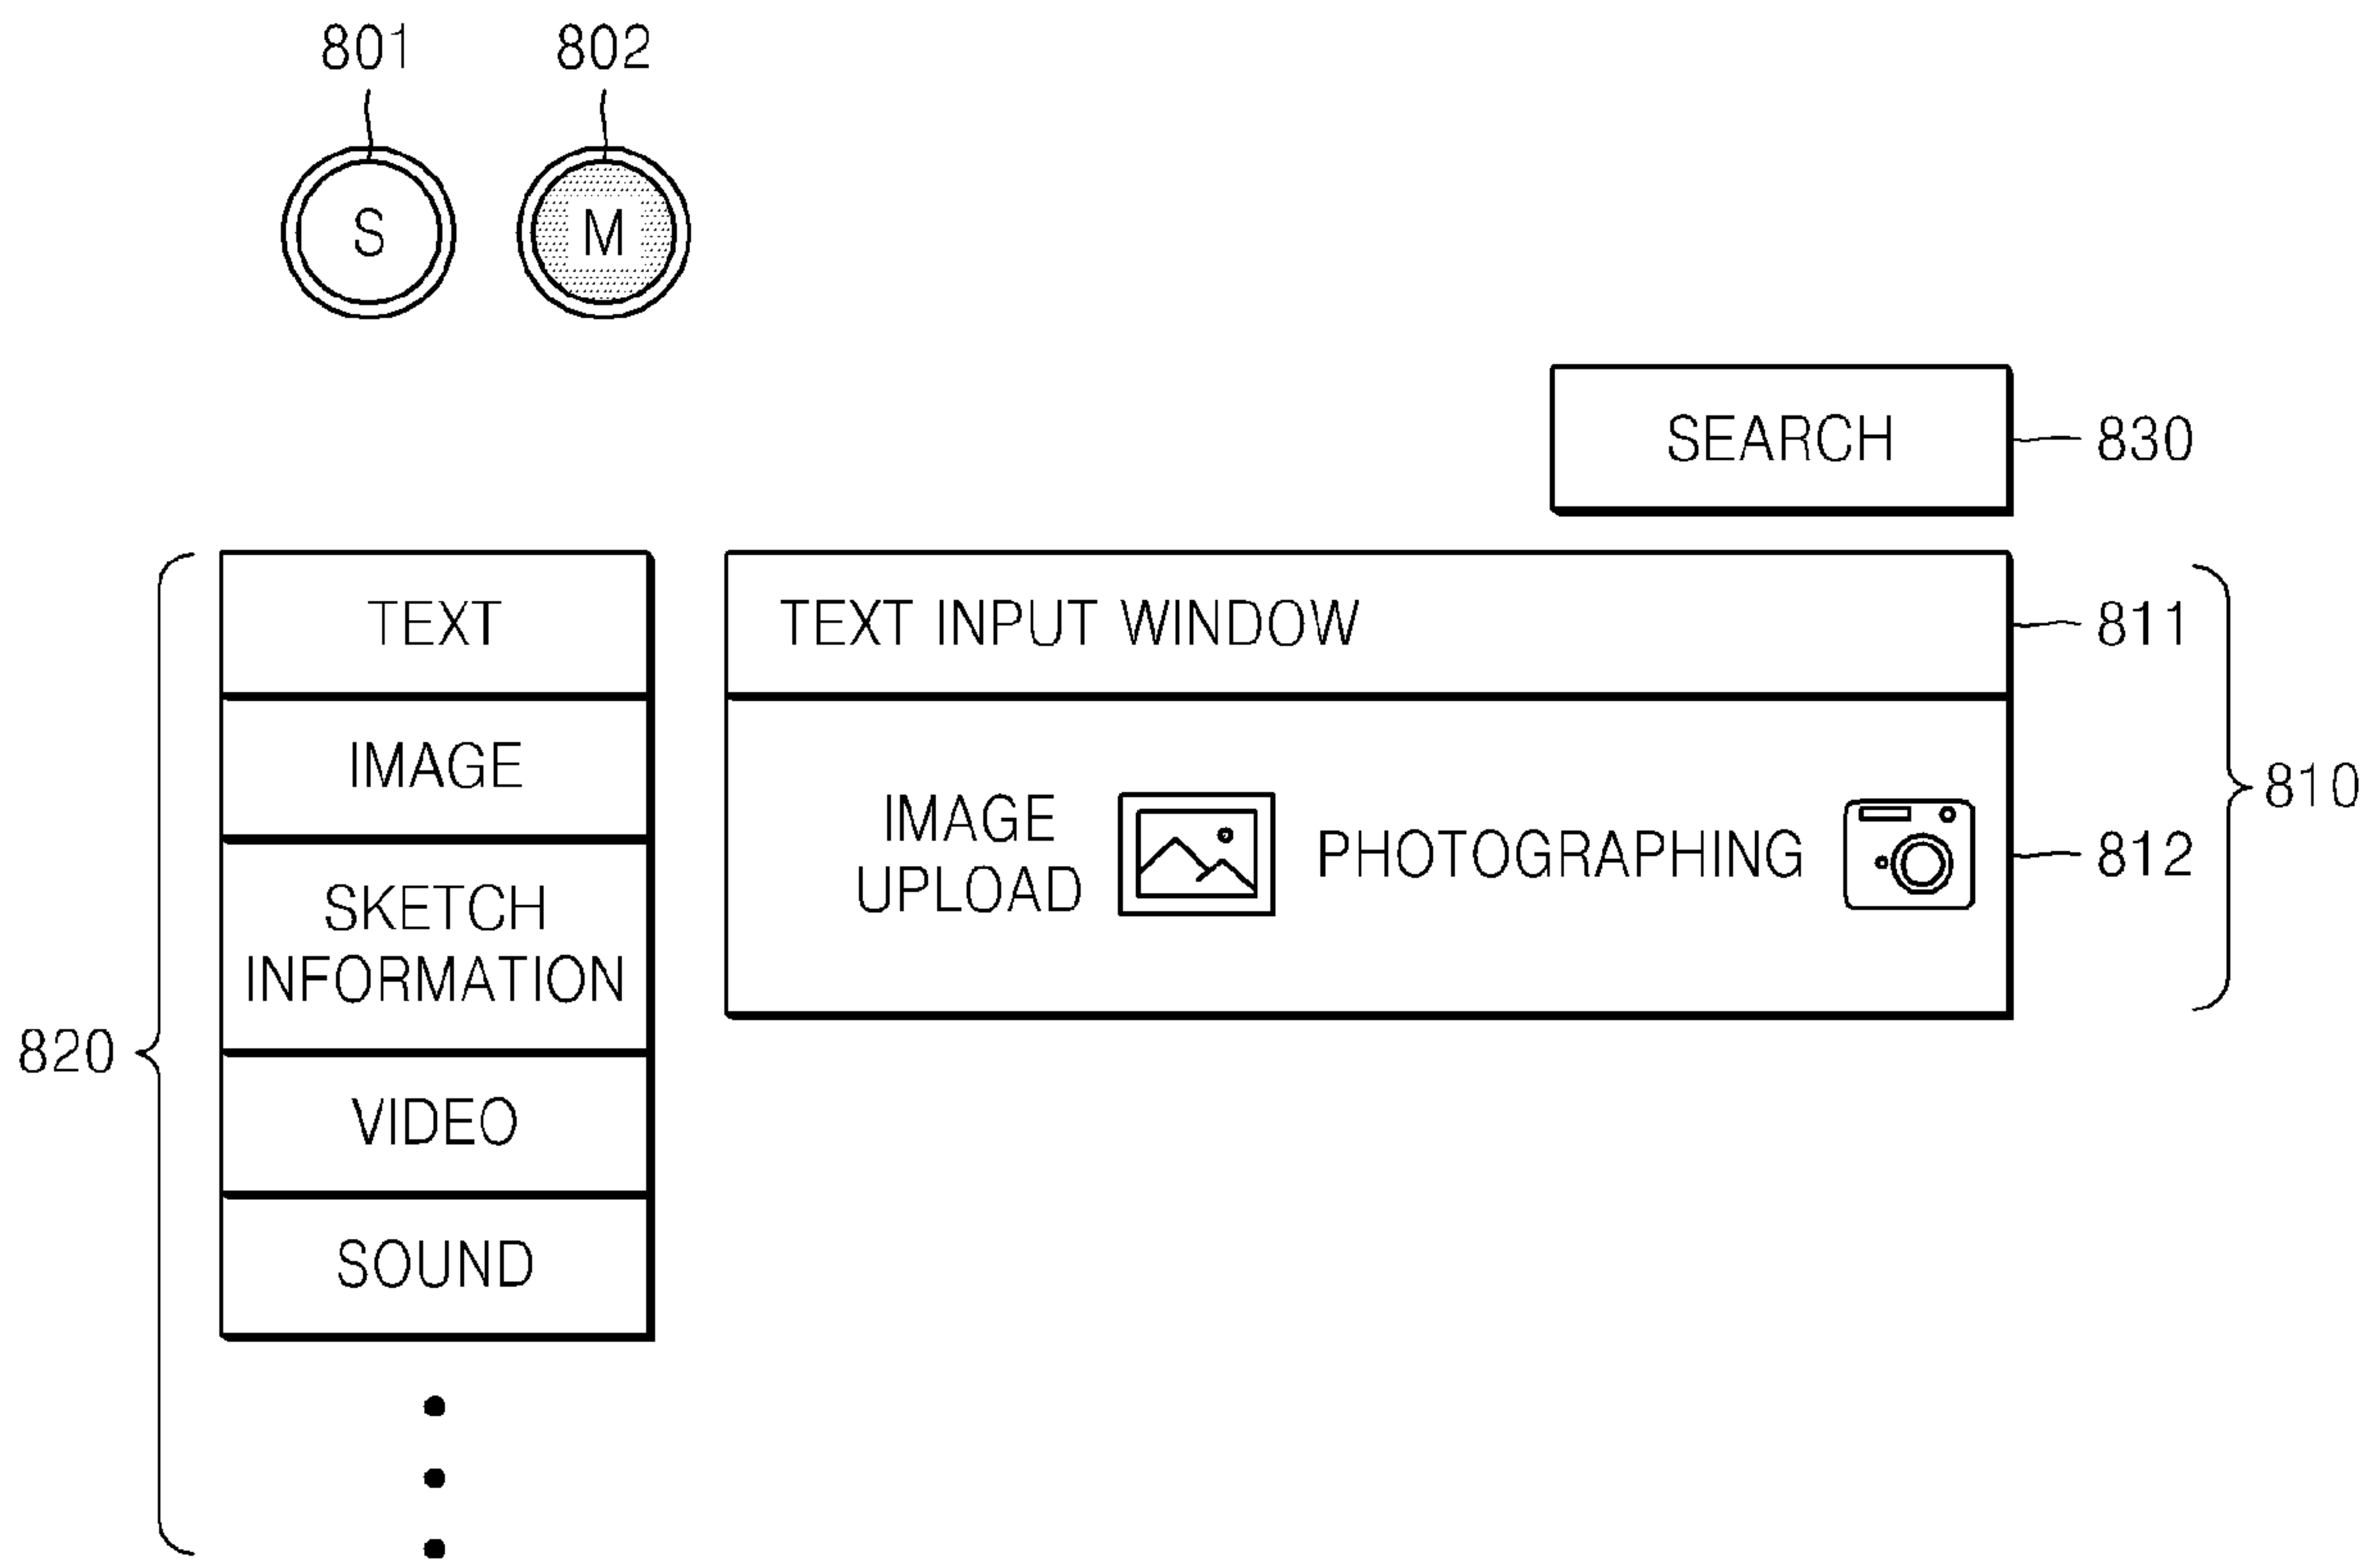 801 802
S M
SEARCH 830
TEXT
IMAGE
SKETCH
INFORMATION
VIDEO
SOUND
820
TEXT INPUT WINDOW 811
IMAGE
UPLOAD
PHOTOGRAPHING
812
810